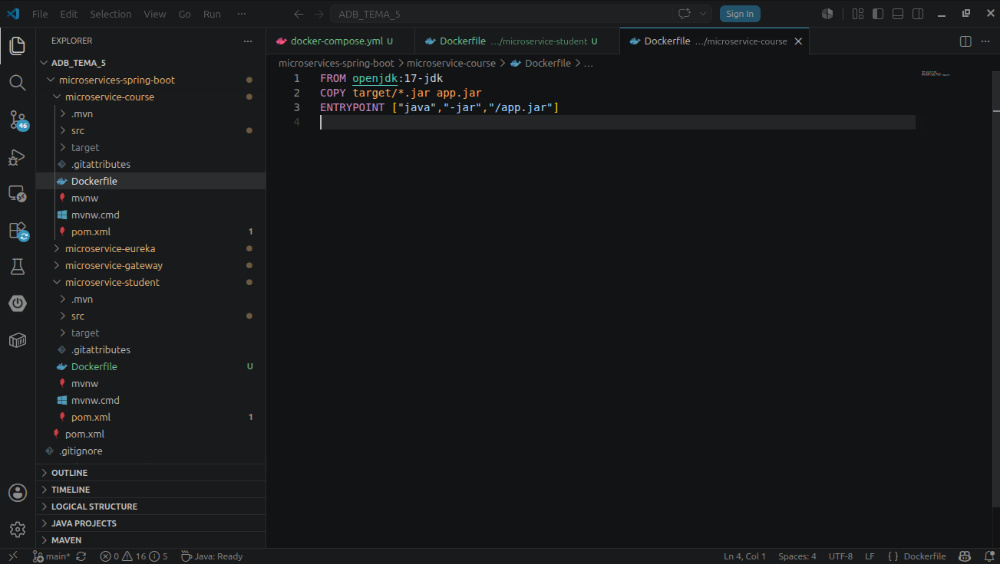 File Edit Selection View Go Run ··· ADB_TEMA_5 Sign In
EXPLORER ···
ADB_TEMA_5
microservices-spring-boot
microservice-course
.mvn
src
target
.gitattributes
Dockerfile
mvnw
mvnw.cmd
pom.xml 1
microservice-eureka
microservice-gateway
microservice-student
.mvn
src
target
.gitattributes
Dockerfile U
mvnw
mvnw.cmd
pom.xml 1
pom.xml
.gitignore
OUTLINE
TIMELINE
LOGICAL STRUCTURE
JAVA PROJECTS
MAVEN
46
docker-compose.yml U Dockerfile .../microservice-student U Dockerfile .../microservice-course
microservices-spring-boot > microservice-course > Dockerfile > ...
1 FROM openjdk:17-jdk
2 COPY target/*.jar app.jar
3 ENTRYPOINT ["java","-jar","/app.jar"]
4
main* 0 16 5 Java: Ready Ln 4, Col 1 Spaces: 4 UTF-8 LF { } Dockerfile